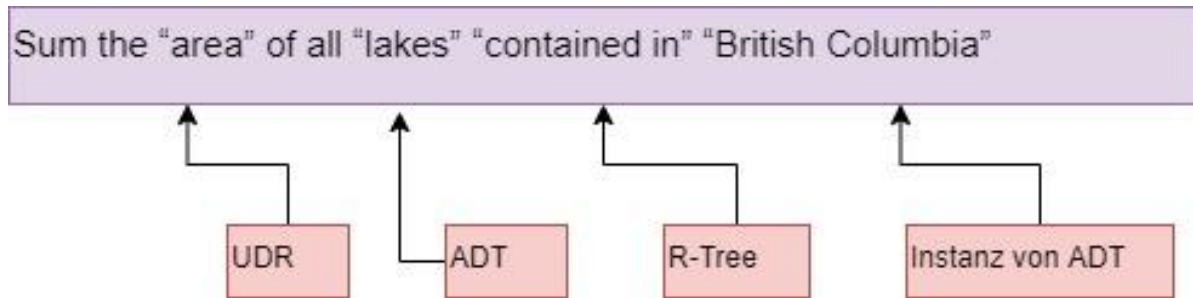 Sum the “area” of all “lakes” “contained in” “British Columbia”
UDR
ADT
R-Tree
Instanz von ADT